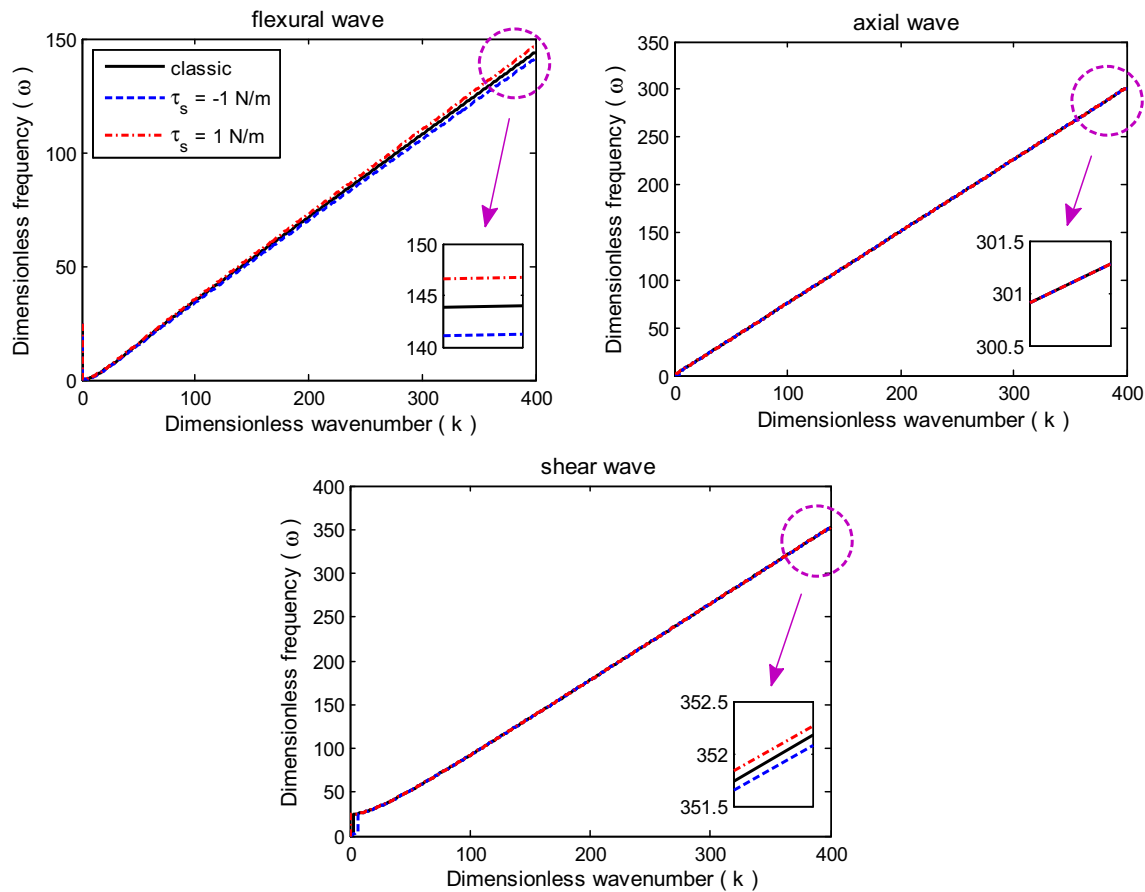 flexural wave
150
100
50
0
0 100 200 300 400
Dimensionless frequency ( ω )
Dimensionless wavenumber ( k )
classic
τs = -1 N/m
τs = 1 N/m
150
145
140
axial wave
350
300
250
200
150
100
50
0
0 100 200 300 400
Dimensionless frequency ( ω )
Dimensionless wavenumber ( k )
301.5
301
300.5
shear wave
400
350
300
250
200
150
100
50
0
0 100 200 300 400
Dimensionless frequency ( ω )
Dimensionless wavenumber ( k )
352.5
352
351.5